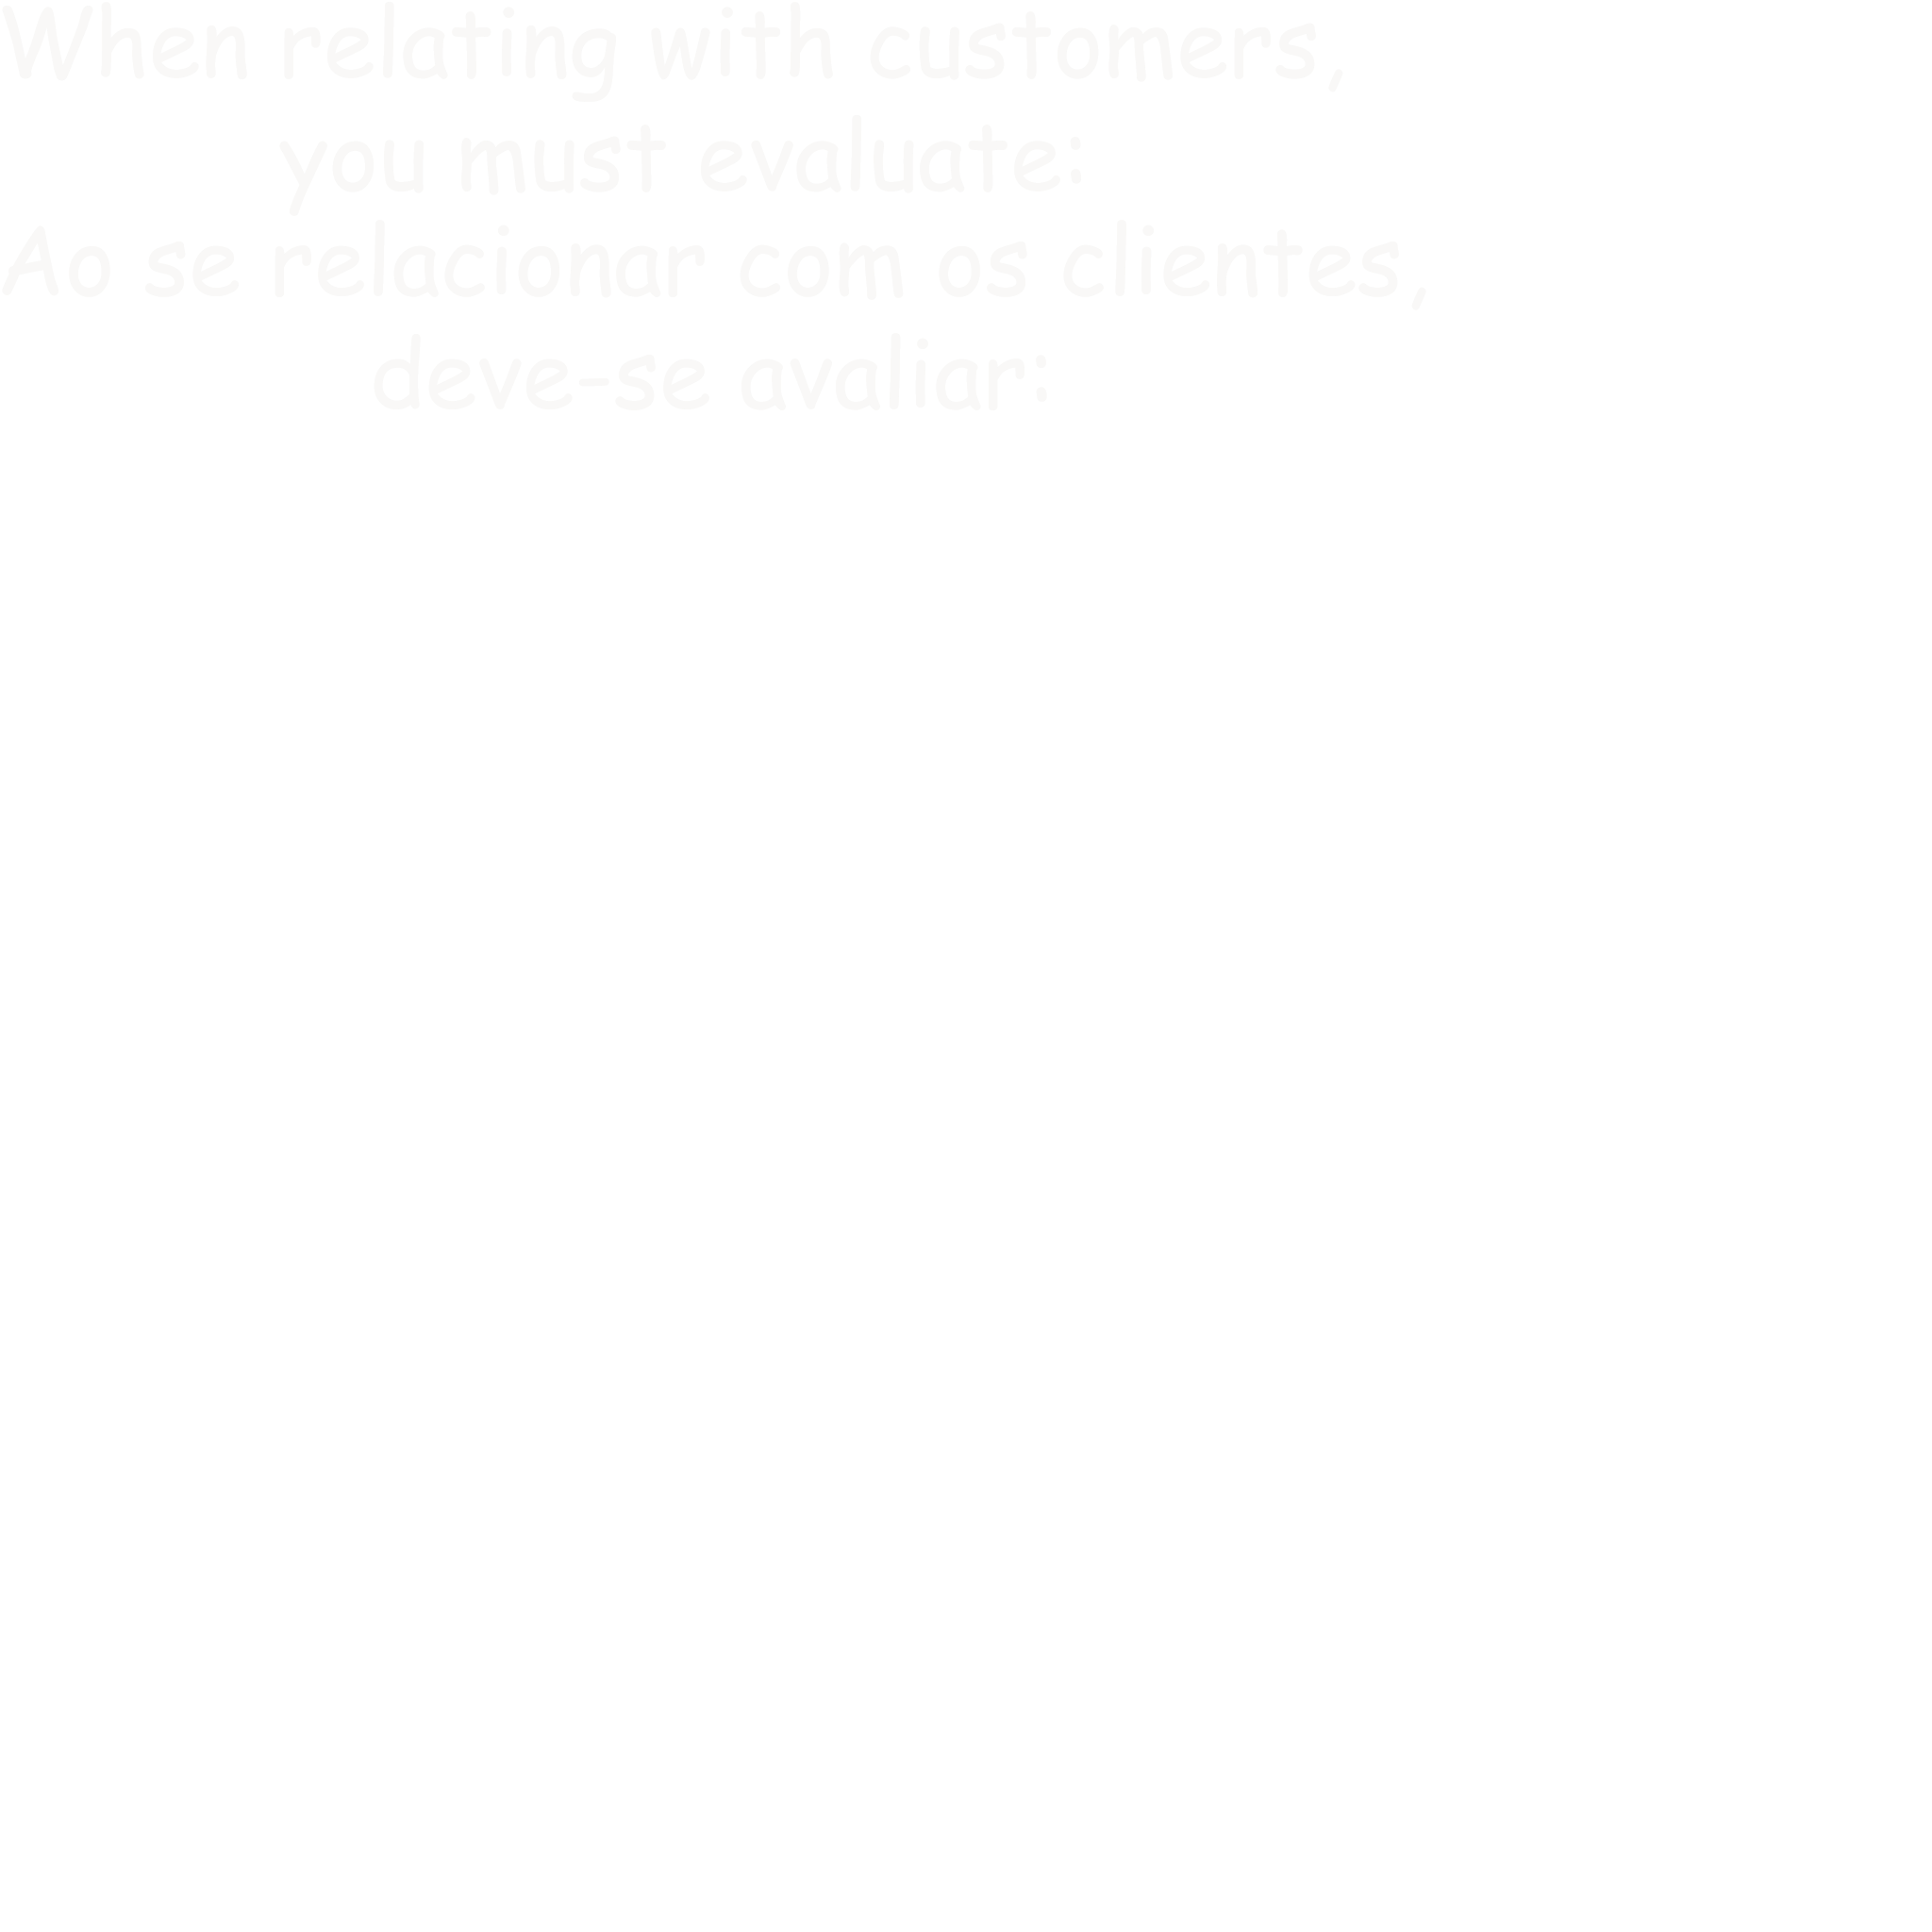 When relating with customers,
you must evaluate:
Ao se relacionar com os clientes,
deve-se avaliar: